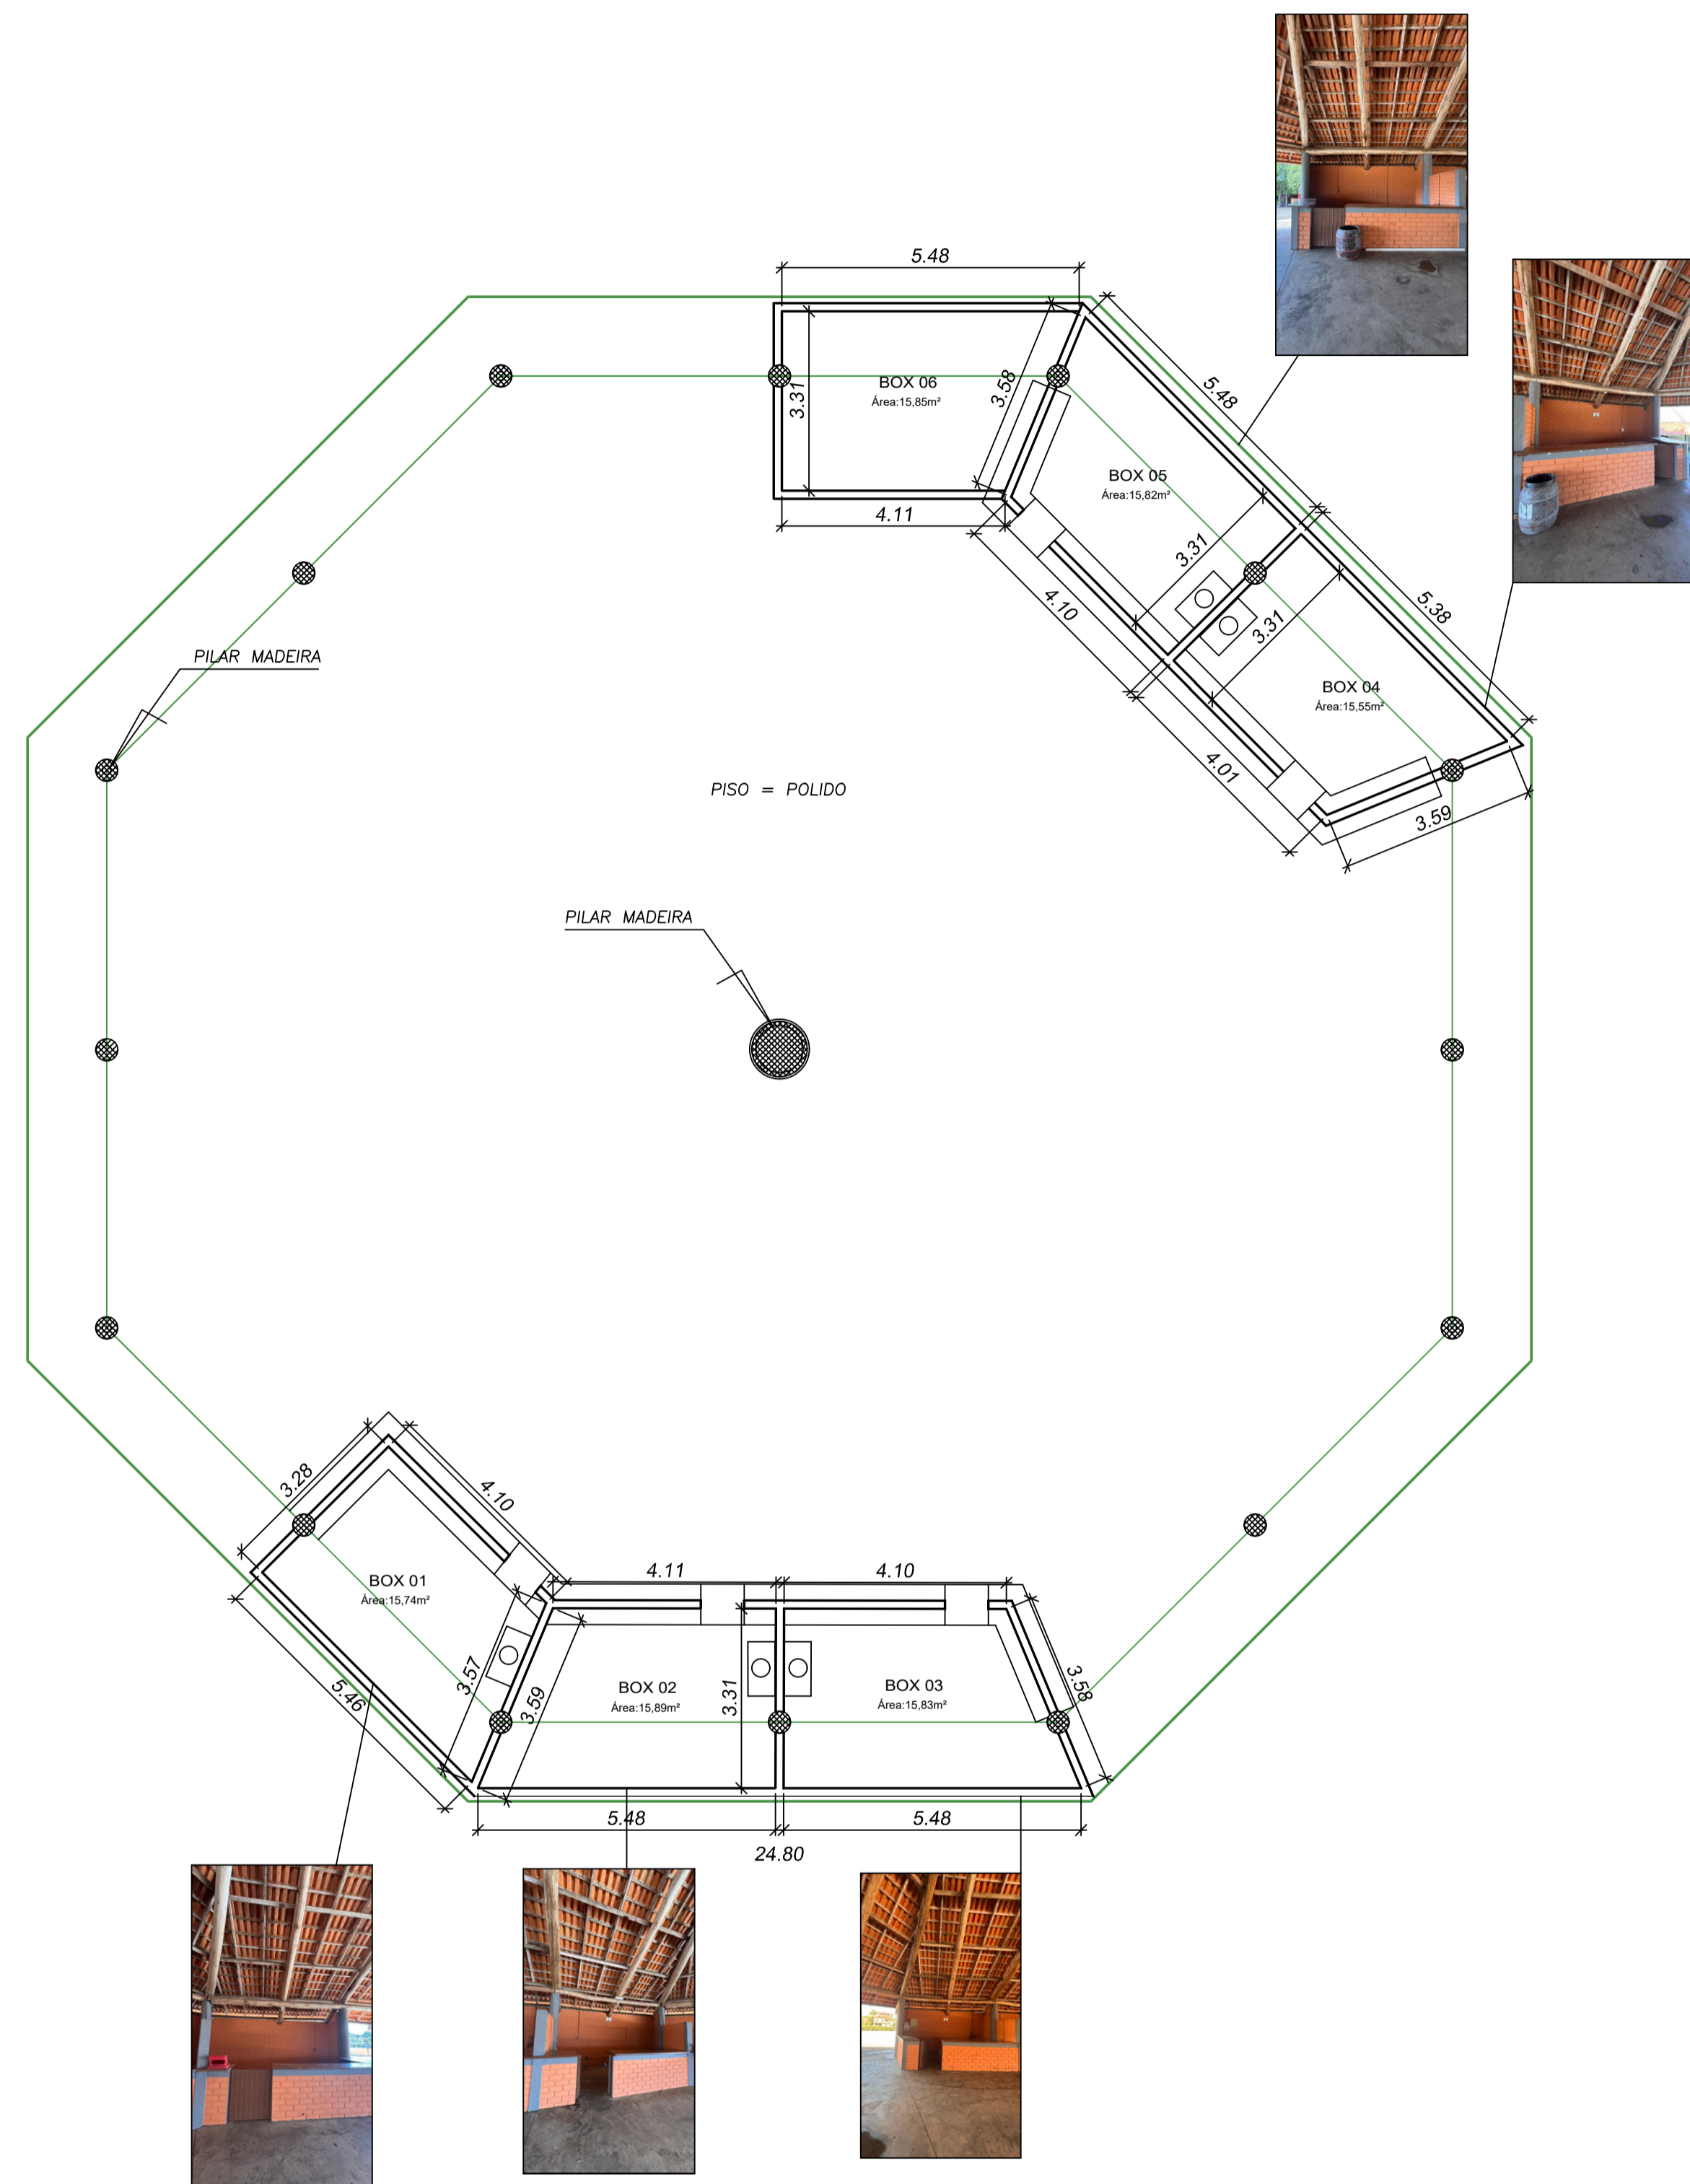 5.48
3.31
BOX 06
Área:15,85m²
3.58
4.11
5.48
BOX 05
Área:15,82m²
3.31
4.10
5.38
3.31
BOX 04
Área:15,55m²
4.01
3.59
PILAR MADEIRA
PISO = POLIDO
PILAR MADEIRA
3.28
4.10
BOX 01
Área:15,74m²
3.57
5.46
4.11
4.10
3.59
BOX 02
Área:15,89m²
3.31
BOX 03
Área:15,83m²
3.58
5.48
5.48
24.80